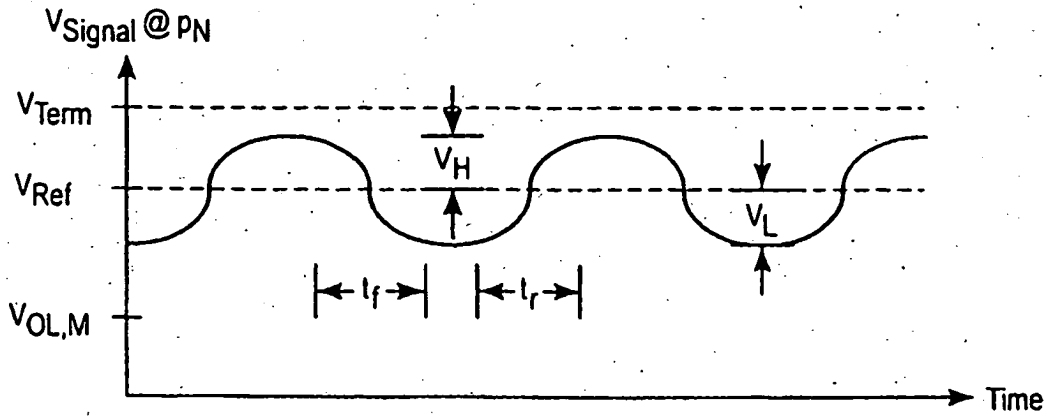 VSignal @ pN
VTerm
VH
VRef
VL
tf
tr
VOL,M
Time